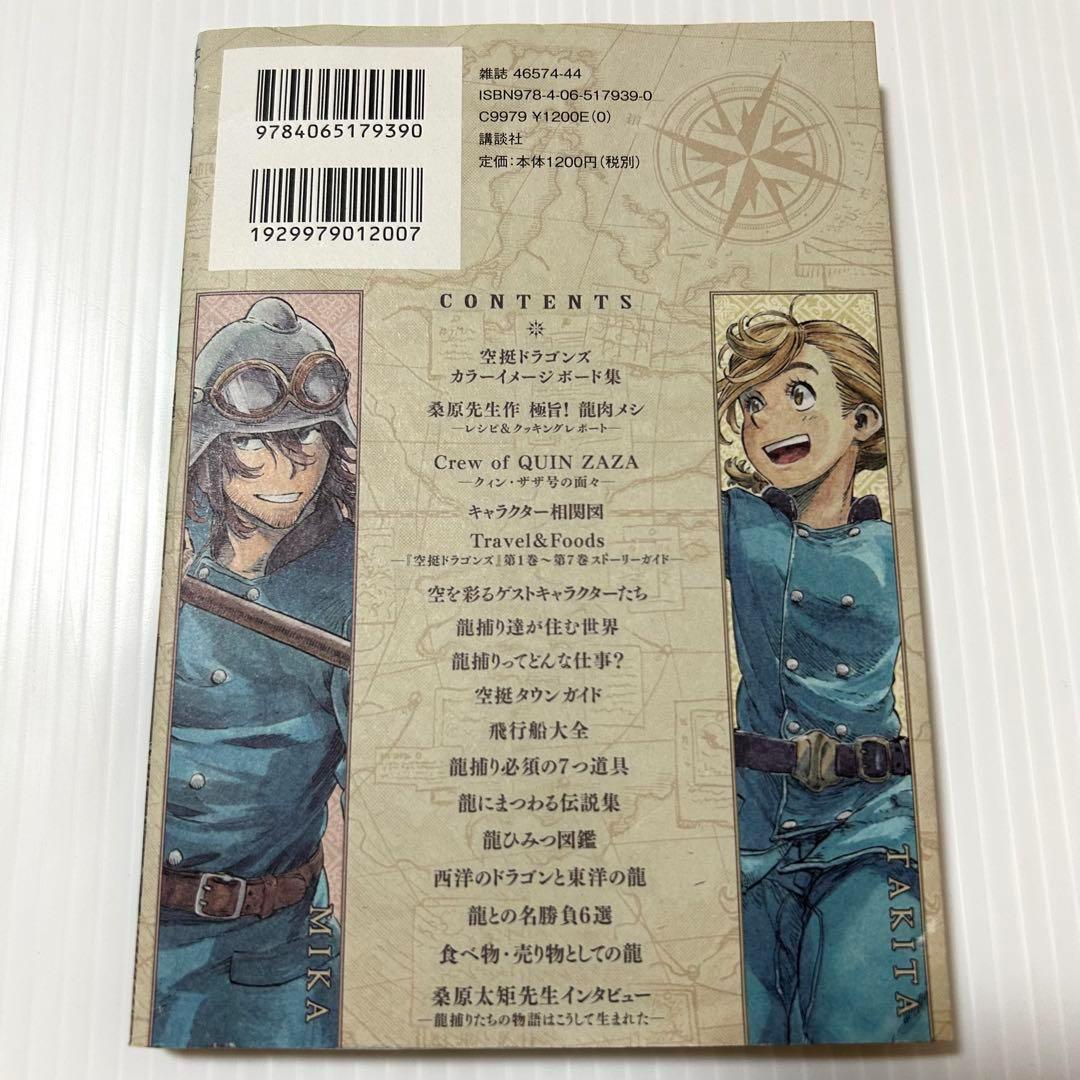 雑誌 46574-44
ISBN978-4-06-517939-0
C9979 ¥1200E(0)
講談社
定価:本体1200円(税別)
9784065179390
1929979012007
CONTENTS
空挺ドラゴンズ
カラーイメージボード集
桑原先生作 極旨! 龍肉メシ
―レシピ&クッキングレポート―
Crew of QUIN ZAZA
―クィン・ザザ号の面々―
キャラクター相関図
Travel&Foods
―『空挺ドラゴンズ』第1巻~第7巻ストーリーガイド―
空を彩るゲストキャラクターたち
龍捕り達が住む世界
龍捕りってどんな仕事?
空挺タウンガイド
飛行船大全
龍捕り必須の7つ道具
龍にまつわる伝説集
龍ひみつ図鑑
西洋のドラゴンと東洋の龍
龍との名勝負6選
食べ物・売り物としての龍
桑原太矩先生インタビュー
―龍捕りたちの物語はこうして生まれた―
MIKA
TAKITA